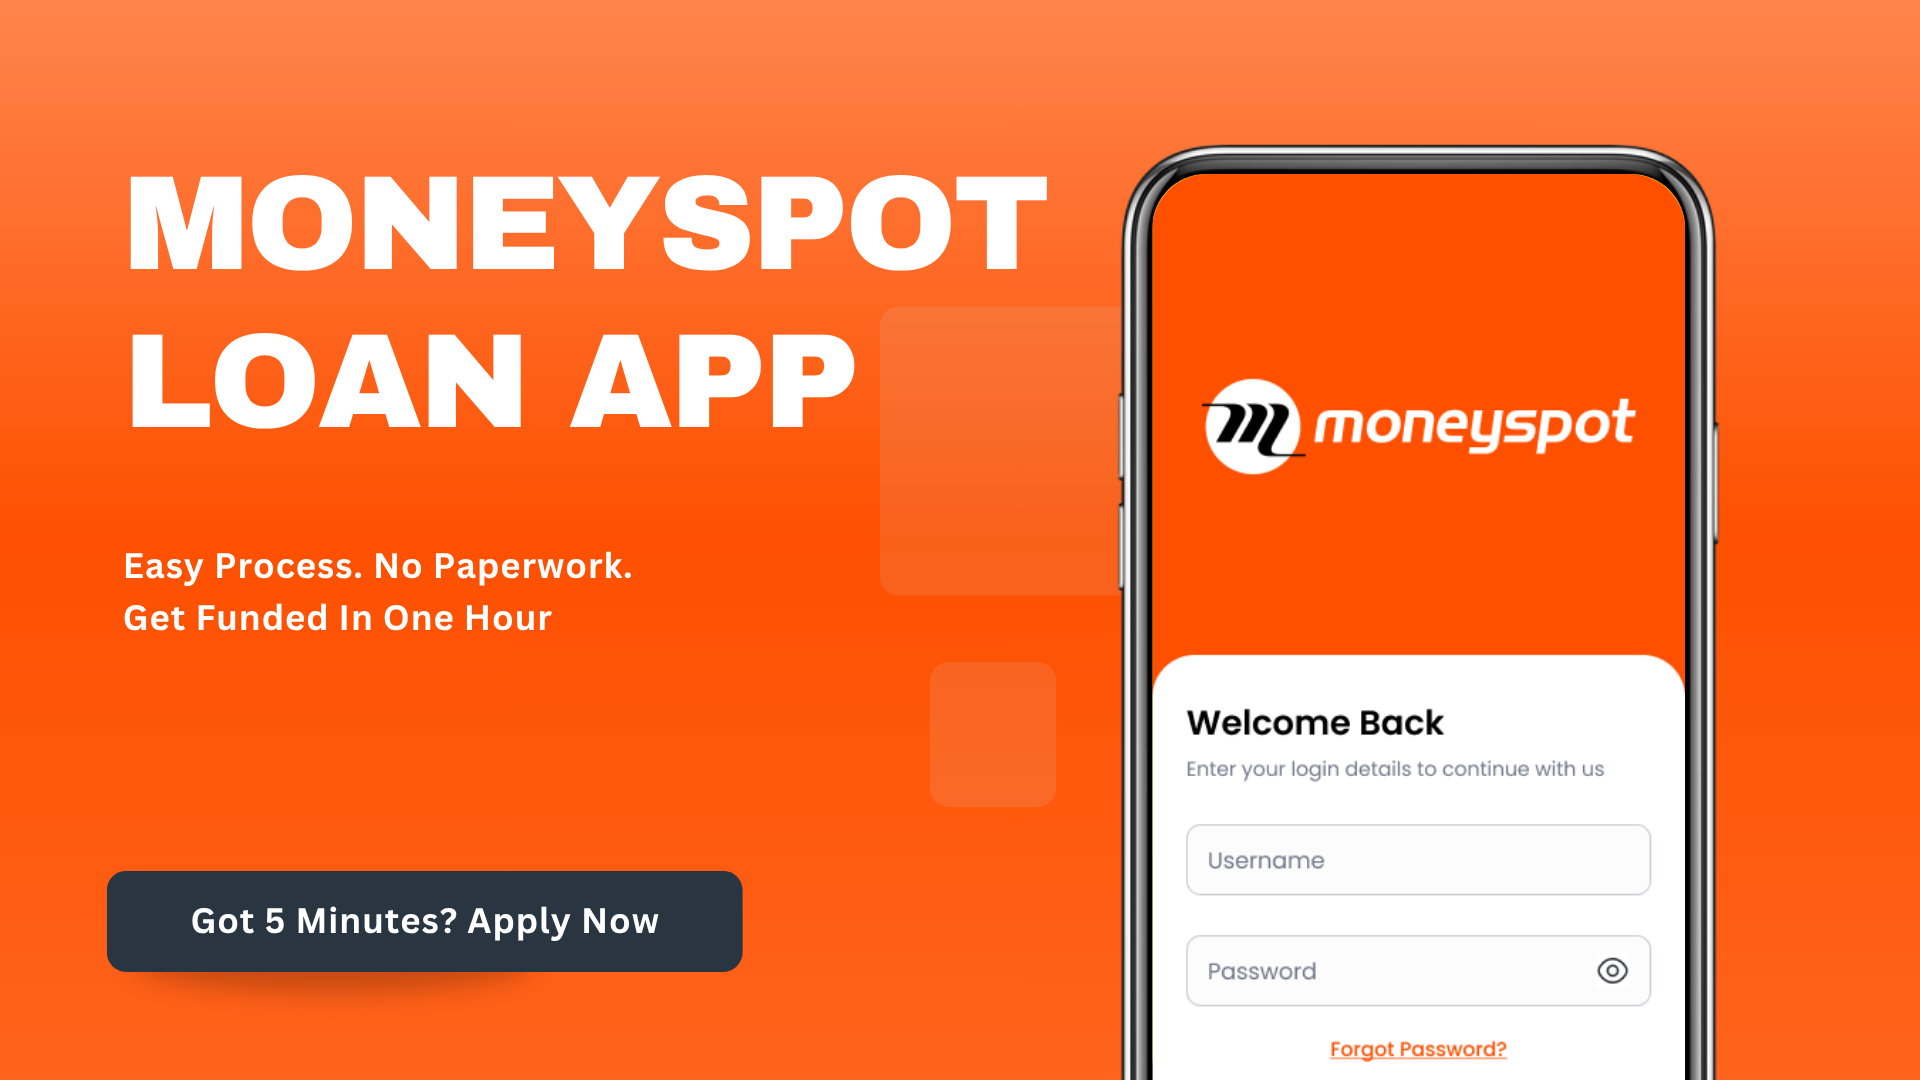 MONEYSPOT
LOAN APP
Easy Process. No Paperwork.
Get Funded In One Hour
Got 5 Minutes? Apply Now
m moneyspot
Welcome Back
Enter your login details to continue with us
Username
Password
Forgot Password?